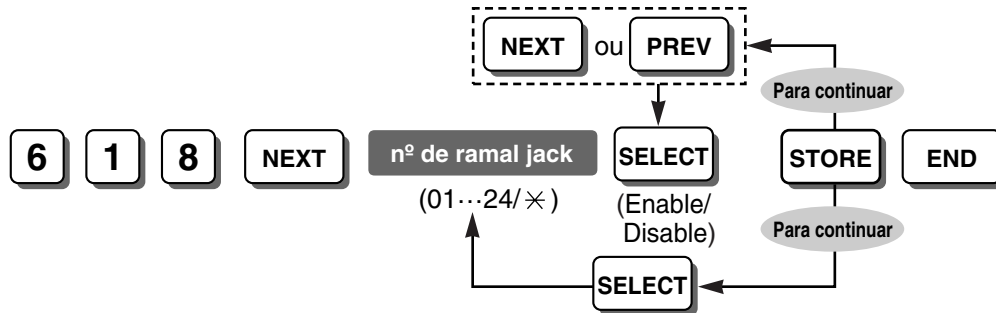 NEXT ou PREV
Para continuar
6 1 8 NEXT nº de ramal jack SELECT STORE END
(01···24/✳)
(Enable/
Disable)
Para continuar
SELECT